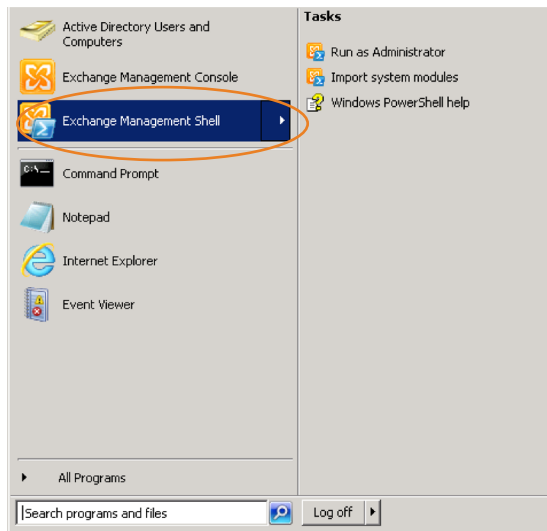 Active Directory Users and
Computers
Exchange Management Console
Exchange Management Shell
Command Prompt
Notepad
Internet Explorer
Event Viewer
All Programs
Search programs and files
Tasks
Run as Administrator
Import system modules
Windows PowerShell help
Log off